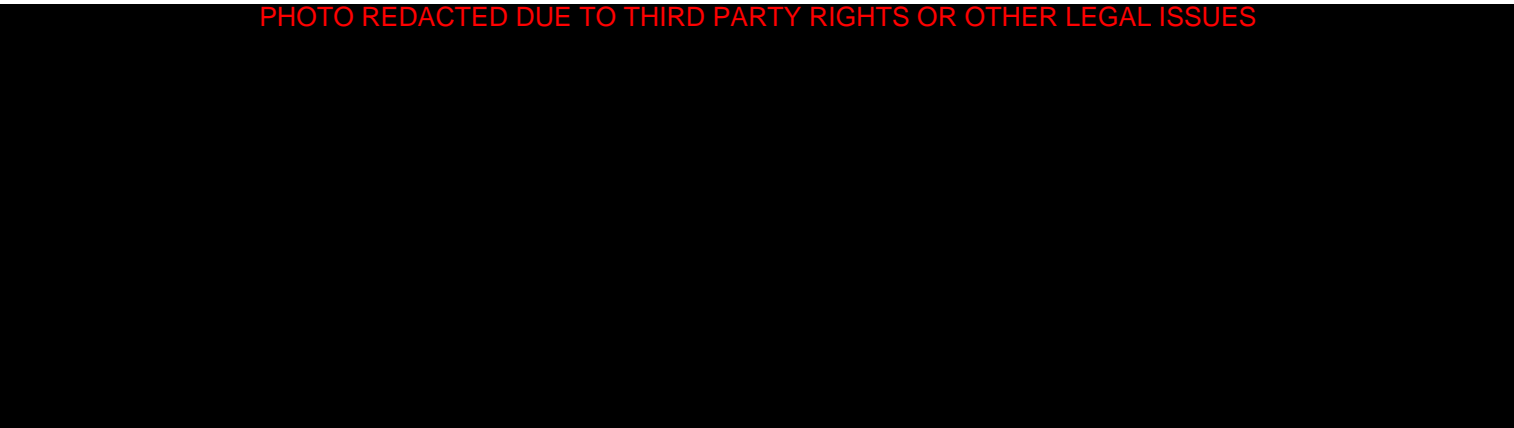 PHOTO REDACTED DUE TO THIRD PARTY RIGHTS OR OTHER LEGAL ISSUES